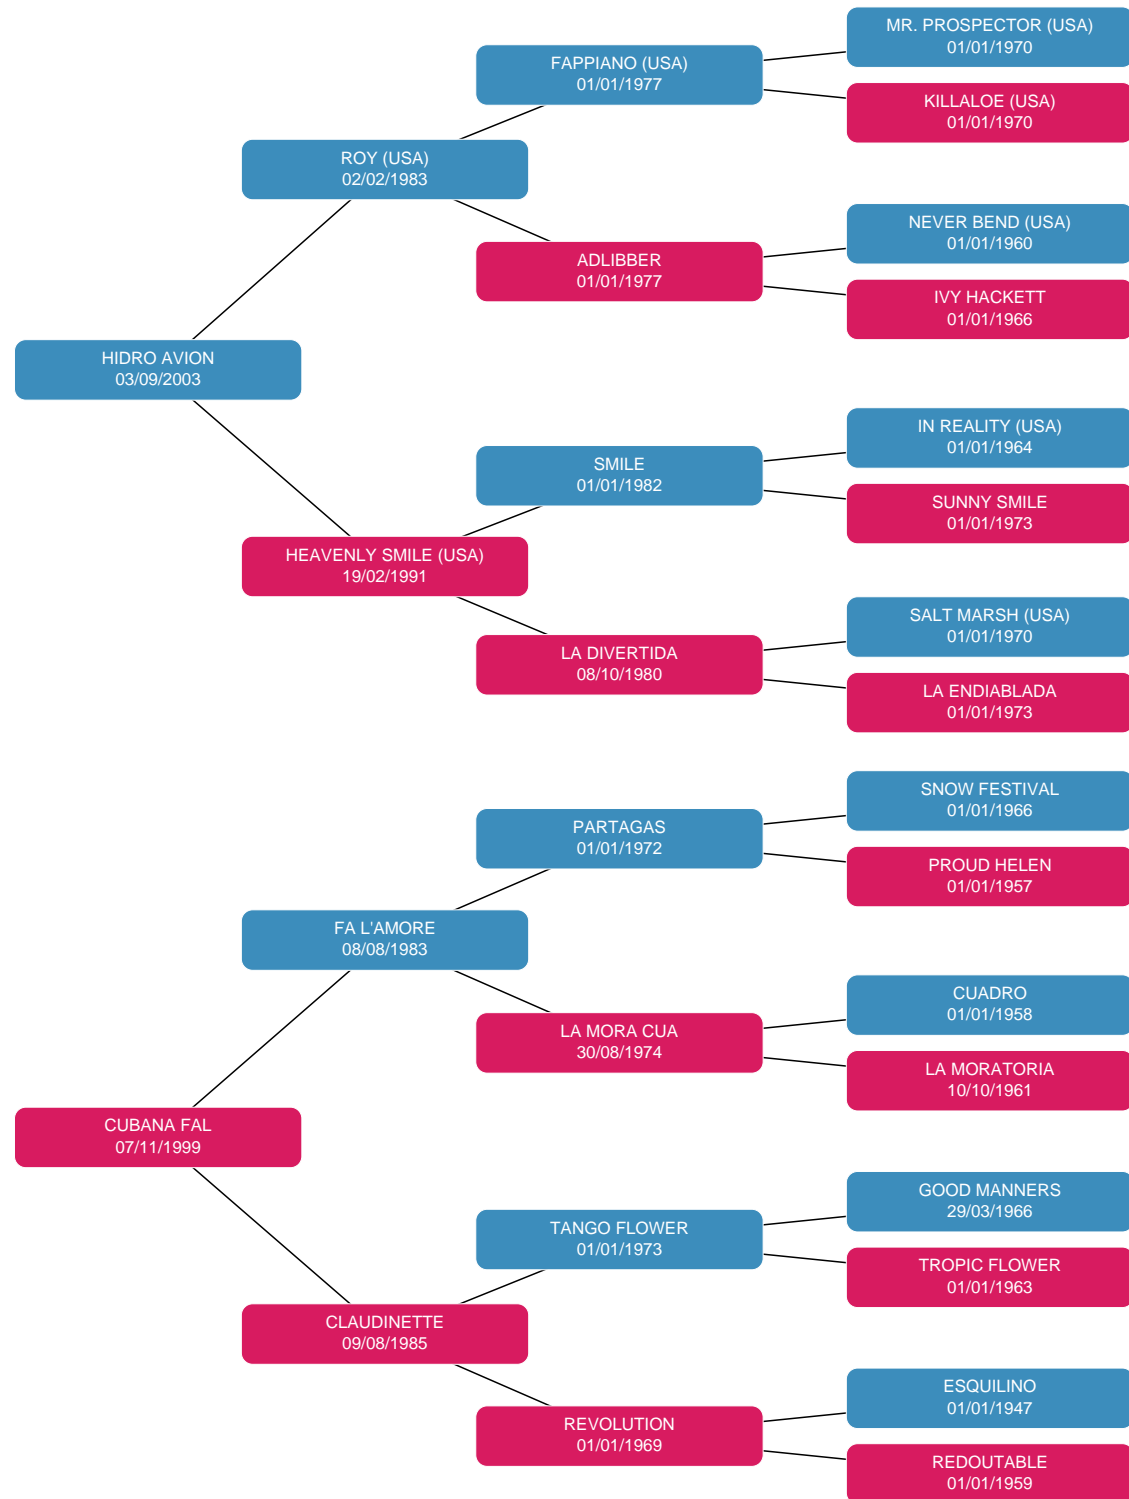 MR. PROSPECTOR (USA)
01/01/1970
FAPPIANO (USA)
01/01/1977
KILLALOE (USA)
01/01/1970
ROY (USA)
02/02/1983
NEVER BEND (USA)
01/01/1960
ADLIBBER
01/01/1977
IVY HACKETT
01/01/1966
HIDRO AVION
03/09/2003
IN REALITY (USA)
01/01/1964
SMILE
01/01/1982
SUNNY SMILE
01/01/1973
HEAVENLY SMILE (USA)
19/02/1991
SALT MARSH (USA)
01/01/1970
LA DIVERTIDA
08/10/1980
LA ENDIABLADA
01/01/1973
SNOW FESTIVAL
01/01/1966
PARTAGAS
01/01/1972
PROUD HELEN
01/01/1957
FA L'AMORE
08/08/1983
CUADRO
01/01/1958
LA MORA CUA
30/08/1974
LA MORATORIA
10/10/1961
CUBANA FAL
07/11/1999
GOOD MANNERS
29/03/1966
TANGO FLOWER
01/01/1973
TROPIC FLOWER
01/01/1963
CLAUDINETTE
09/08/1985
ESQUILINO
01/01/1947
REVOLUTION
01/01/1969
REDOUTABLE
01/01/1959